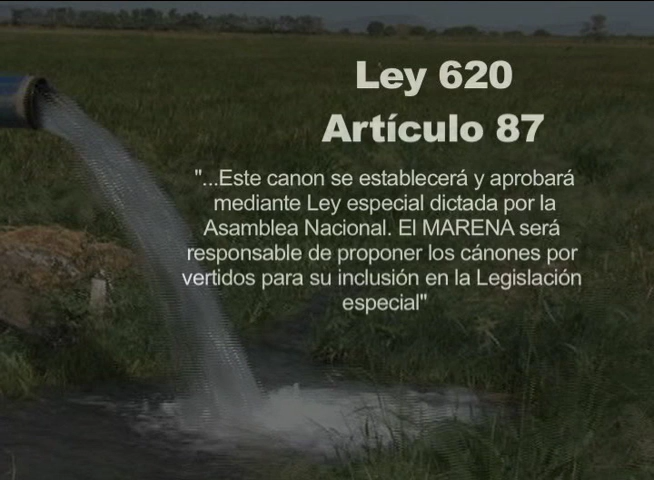 Ley 620
Artículo 87
"...Este canon se establecerá y aprobará
mediante Ley especial dictada por la
Asamblea Nacional. El MARENA será
responsable de proponer los cánones por
vertidos para su inclusión en la Legislación
especial"